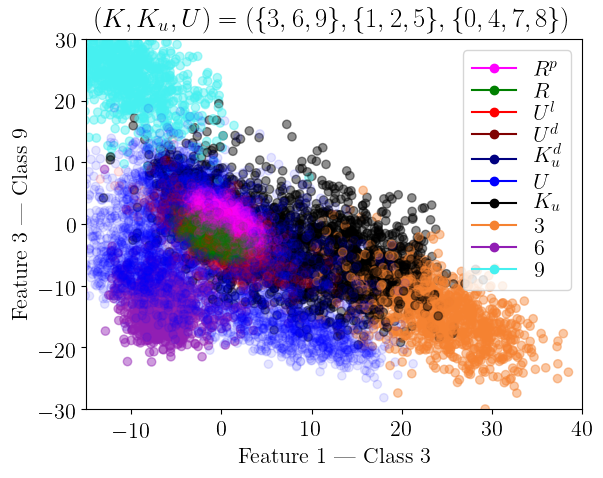 (K, K_u, U) = ({3, 6, 9}, {1, 2, 5}, {0, 4, 7, 8})
30
20
10
0
−10
−20
−30
Feature 3 — Class 9
R^p
R
U^l
U^d
K_u^d
U
K_u
3
6
9
−10
0
10
20
30
40
Feature 1 — Class 3